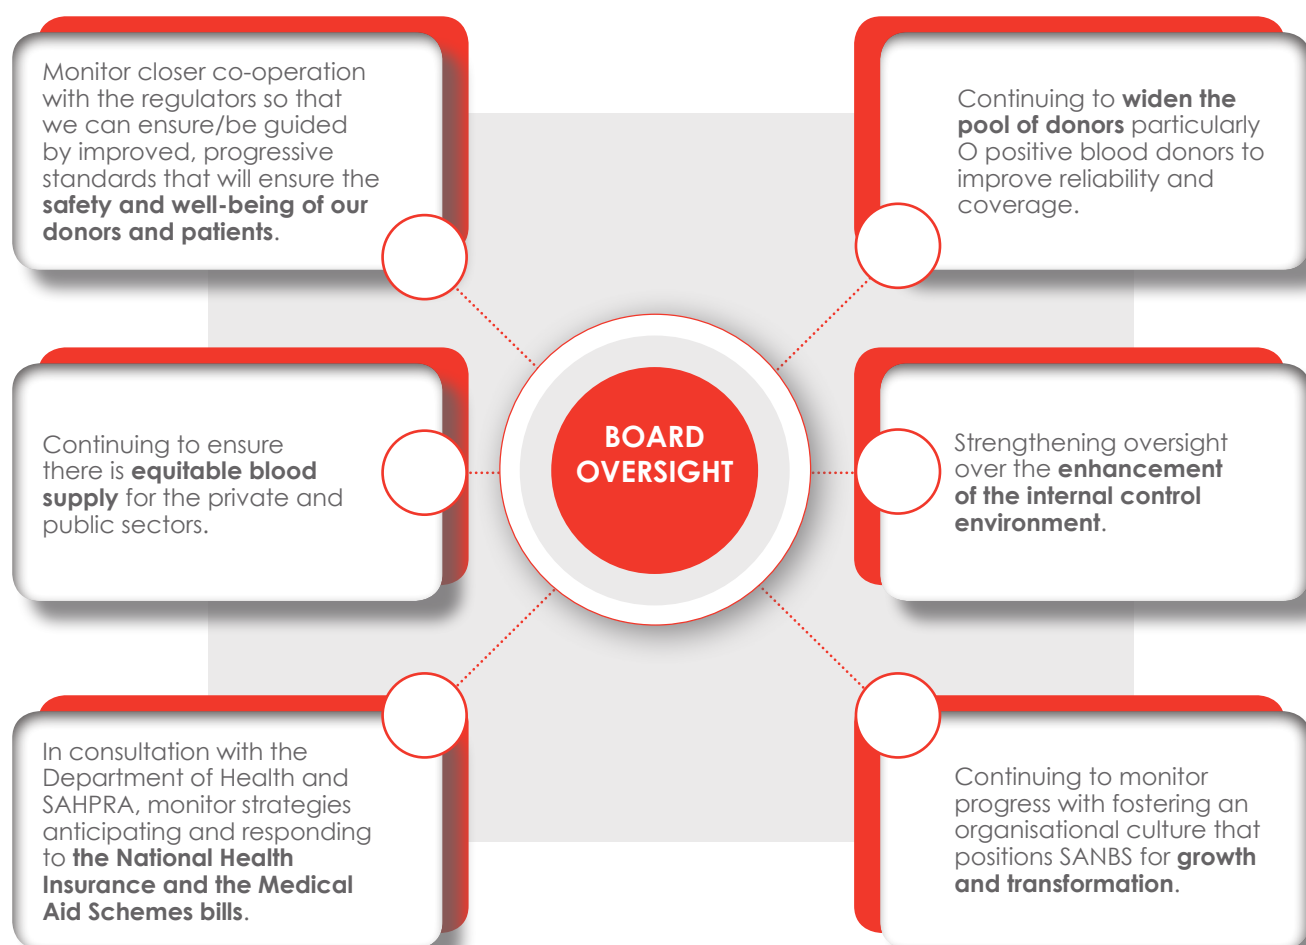 Monitor closer co-operation
with the regulators so that
we can ensure/be guided
by improved, progressive
standards that will ensure the
safety and well-being of our
donors and patients.
Continuing to widen the
pool of donors particularly
O positive blood donors to
improve reliability and
coverage.
Continuing to ensure
there is equitable blood
supply for the private and
public sectors.
BOARD
OVERSIGHT
Strengthening oversight
over the enhancement
of the internal control
environment.
In consultation with the
Department of Health and
SAHPRA, monitor strategies
anticipating and responding
to the National Health
Insurance and the Medical
Aid Schemes bills.
Continuing to monitor
progress with fostering an
organisational culture that
positions SANBS for growth
and transformation.